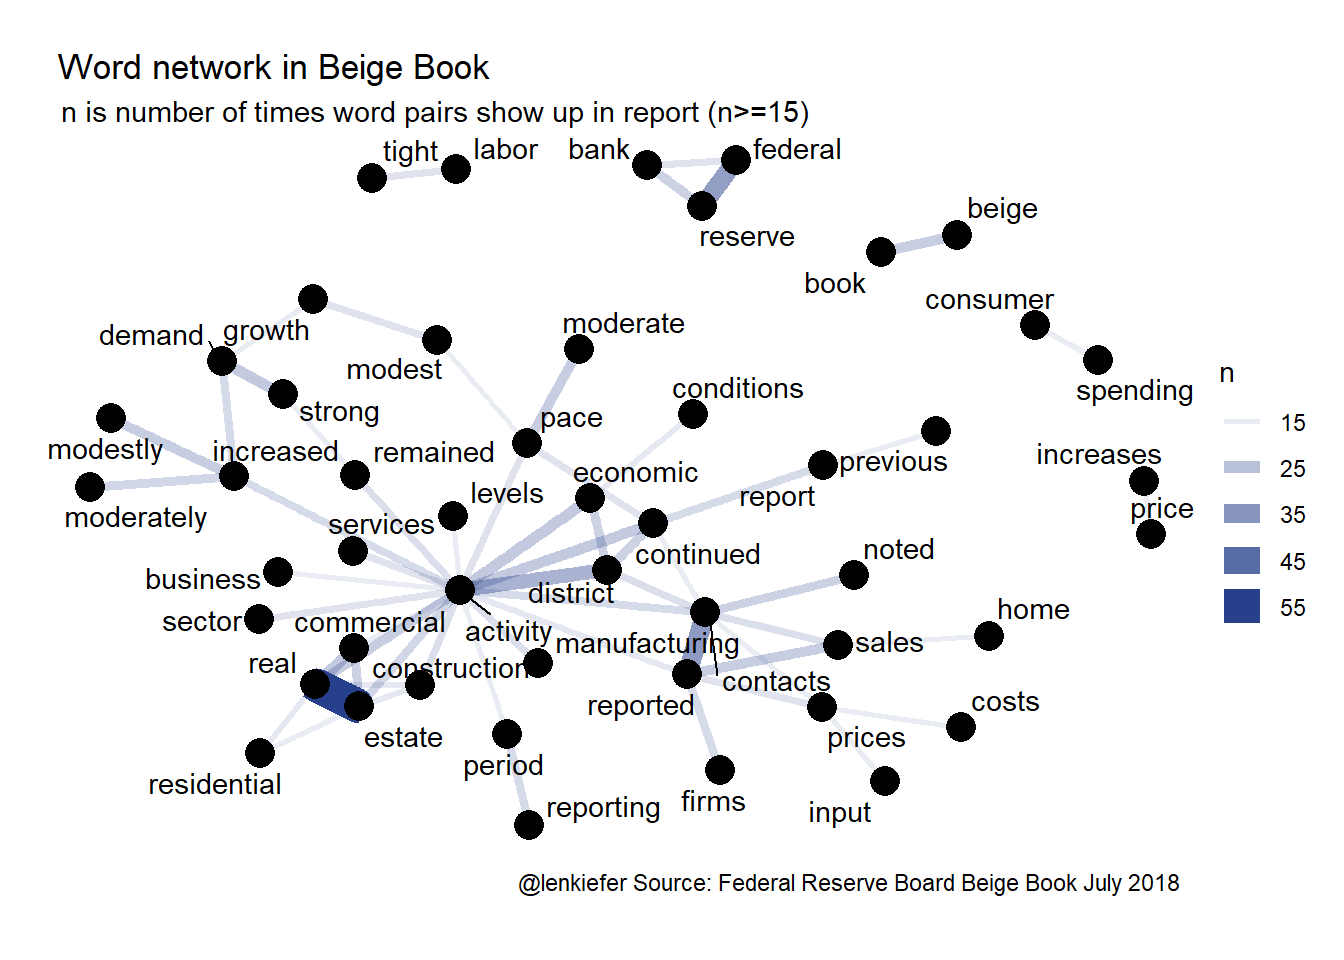 Word network in Beige Book
n is number of times word pairs show up in report (n>=15)
tight
labor
bank
federal
reserve
beige
book
consumer
spending
demand
growth
modest
moderate
conditions
n
strong
pace
15
modestly
increased
remained
economic
previous
increases
25
moderately
levels
report
price
35
services
continued
noted
45
business
district
home
55
sector
commercial
activity
manufacturing
sales
real
construction
contacts
reported
costs
estate
prices
residential
period
reporting
firms
input
@lenkiefer Source: Federal Reserve Board Beige Book July 2018